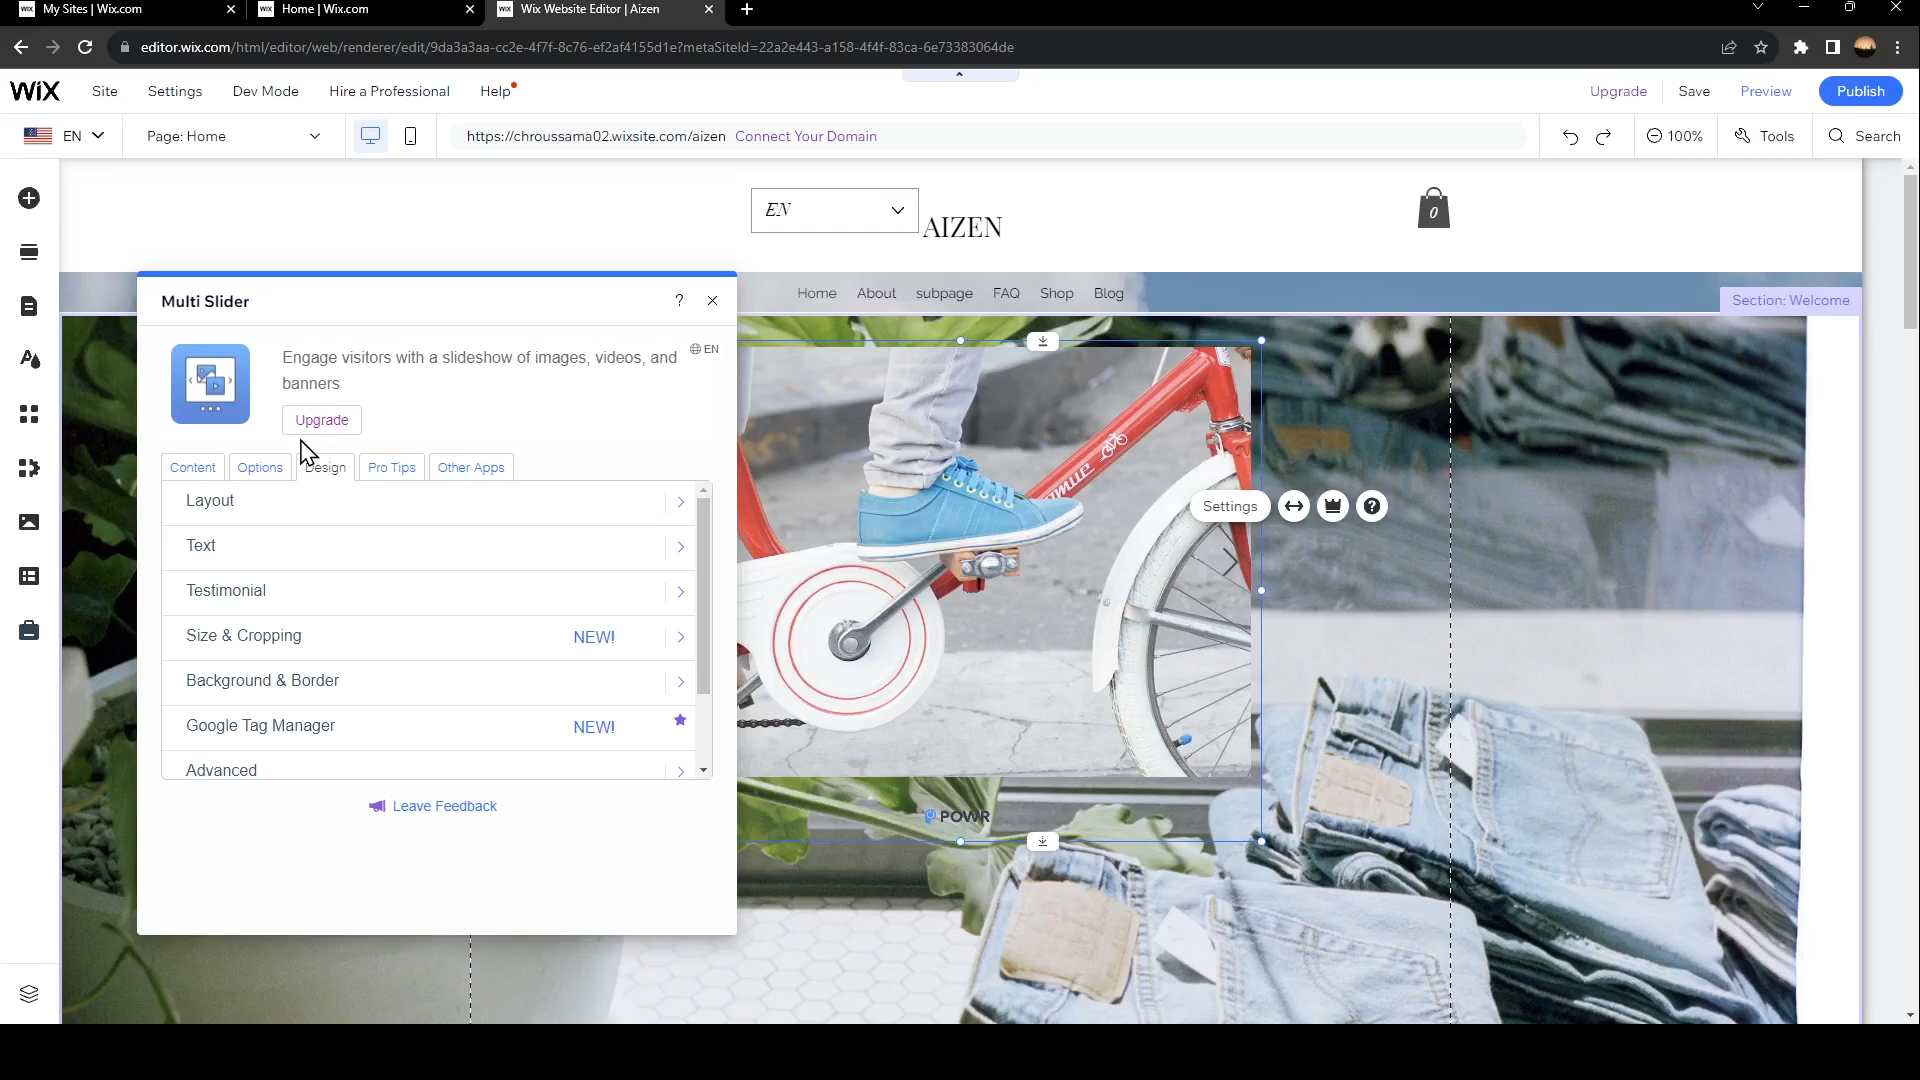 WIX My Sites | Wix.com
WIX Home | Wix.com
WIX Wix Website Editor | Aizen
editor.wix.com/html/editor/web/renderer/edit/9da3a3aa-cc2e-4f7f-8c76-ef2af4155d1e?metaSiteId=22a2e443-a158-4f4f-83ca-6e73383064de
WIX Site Settings Dev Mode Hire a Professional Help Upgrade Save Preview Publish
EN Page: Home https://chroussama02.wixsite.com/aizen Connect Your Domain 100% Tools Search
EN
AIZEN
0
Home About subpage FAQ Shop Blog
Section: Welcome
Multi Slider ?
Engage visitors with a slideshow of images, videos, and
banners
EN
Upgrade
Content Options Design Pro Tips Other Apps
Layout
Text
Testimonial
Size & Cropping NEW!
Background & Border
Google Tag Manager NEW!
Advanced
Leave Feedback
Settings ?
POWR